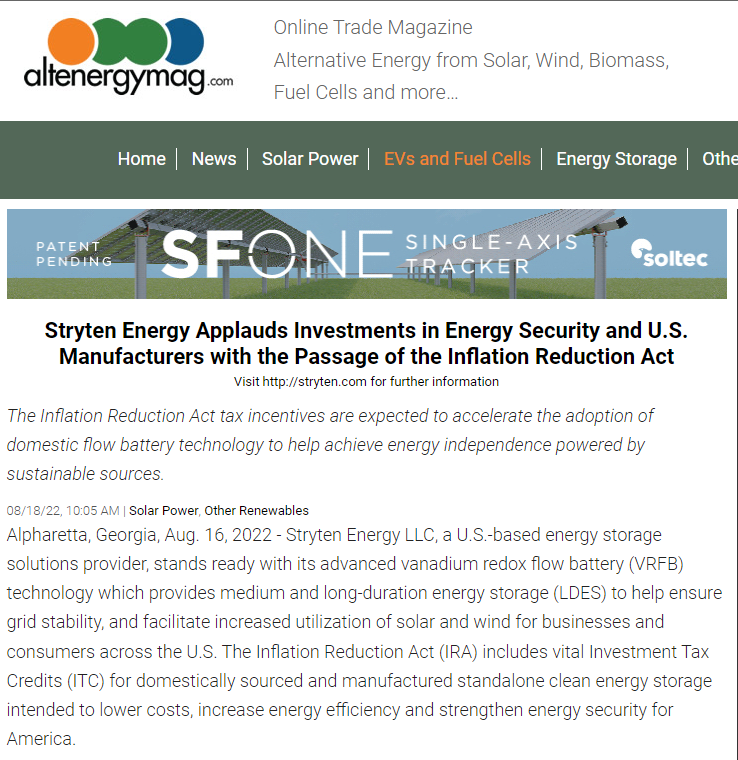 altenergymag.com
Online Trade Magazine
Alternative Energy from Solar, Wind, Biomass,
Fuel Cells and more...
Home | News | Solar Power | EVs and Fuel Cells | Energy Storage | Othe
PATENT
PENDING
SFONE
SINGLE-AXIS
TRACKER
soltec
Stryten Energy Applauds Investments in Energy Security and U.S.
Manufacturers with the Passage of the Inflation Reduction Act
Visit http://stryten.com for further information
The Inflation Reduction Act tax incentives are expected to accelerate the adoption of
domestic flow battery technology to help achieve energy independence powered by
sustainable sources.
08/18/22, 10:05 AM | Solar Power, Other Renewables
Alpharetta, Georgia, Aug. 16, 2022 - Stryten Energy LLC, a U.S.-based energy storage
solutions provider, stands ready with its advanced vanadium redox flow battery (VRFB)
technology which provides medium and long-duration energy storage (LDES) to help ensure
grid stability, and facilitate increased utilization of solar and wind for businesses and
consumers across the U.S. The Inflation Reduction Act (IRA) includes vital Investment Tax
Credits (ITC) for domestically sourced and manufactured standalone clean energy storage
intended to lower costs, increase energy efficiency and strengthen energy security for
America.